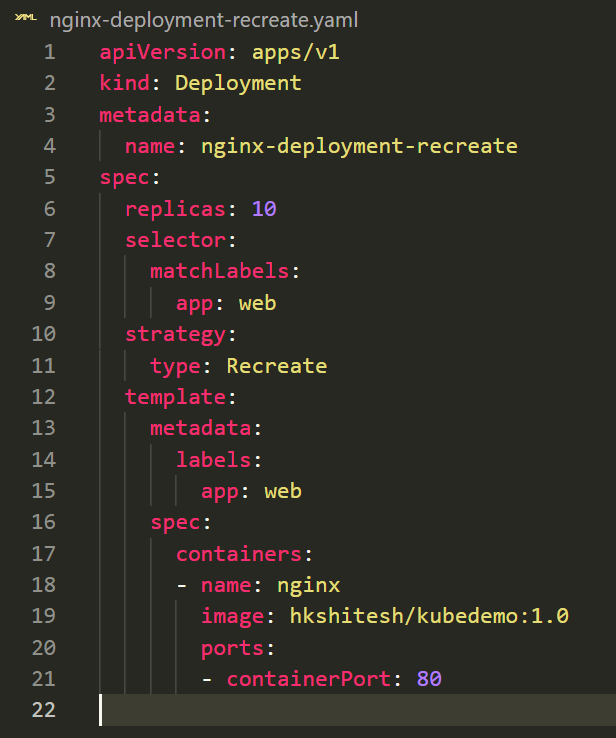 YAML nginx-deployment-recreate.yaml
1 apiVersion: apps/v1
2 kind: Deployment
3 metadata:
4   name: nginx-deployment-recreate
5 spec:
6   replicas: 10
7   selector:
8     matchLabels:
9       app: web
10   strategy:
11     type: Recreate
12   template:
13     metadata:
14       labels:
15         app: web
16     spec:
17       containers:
18       - name: nginx
19         image: hkshitesh/kubedemo:1.0
20         ports:
21         - containerPort: 80
22